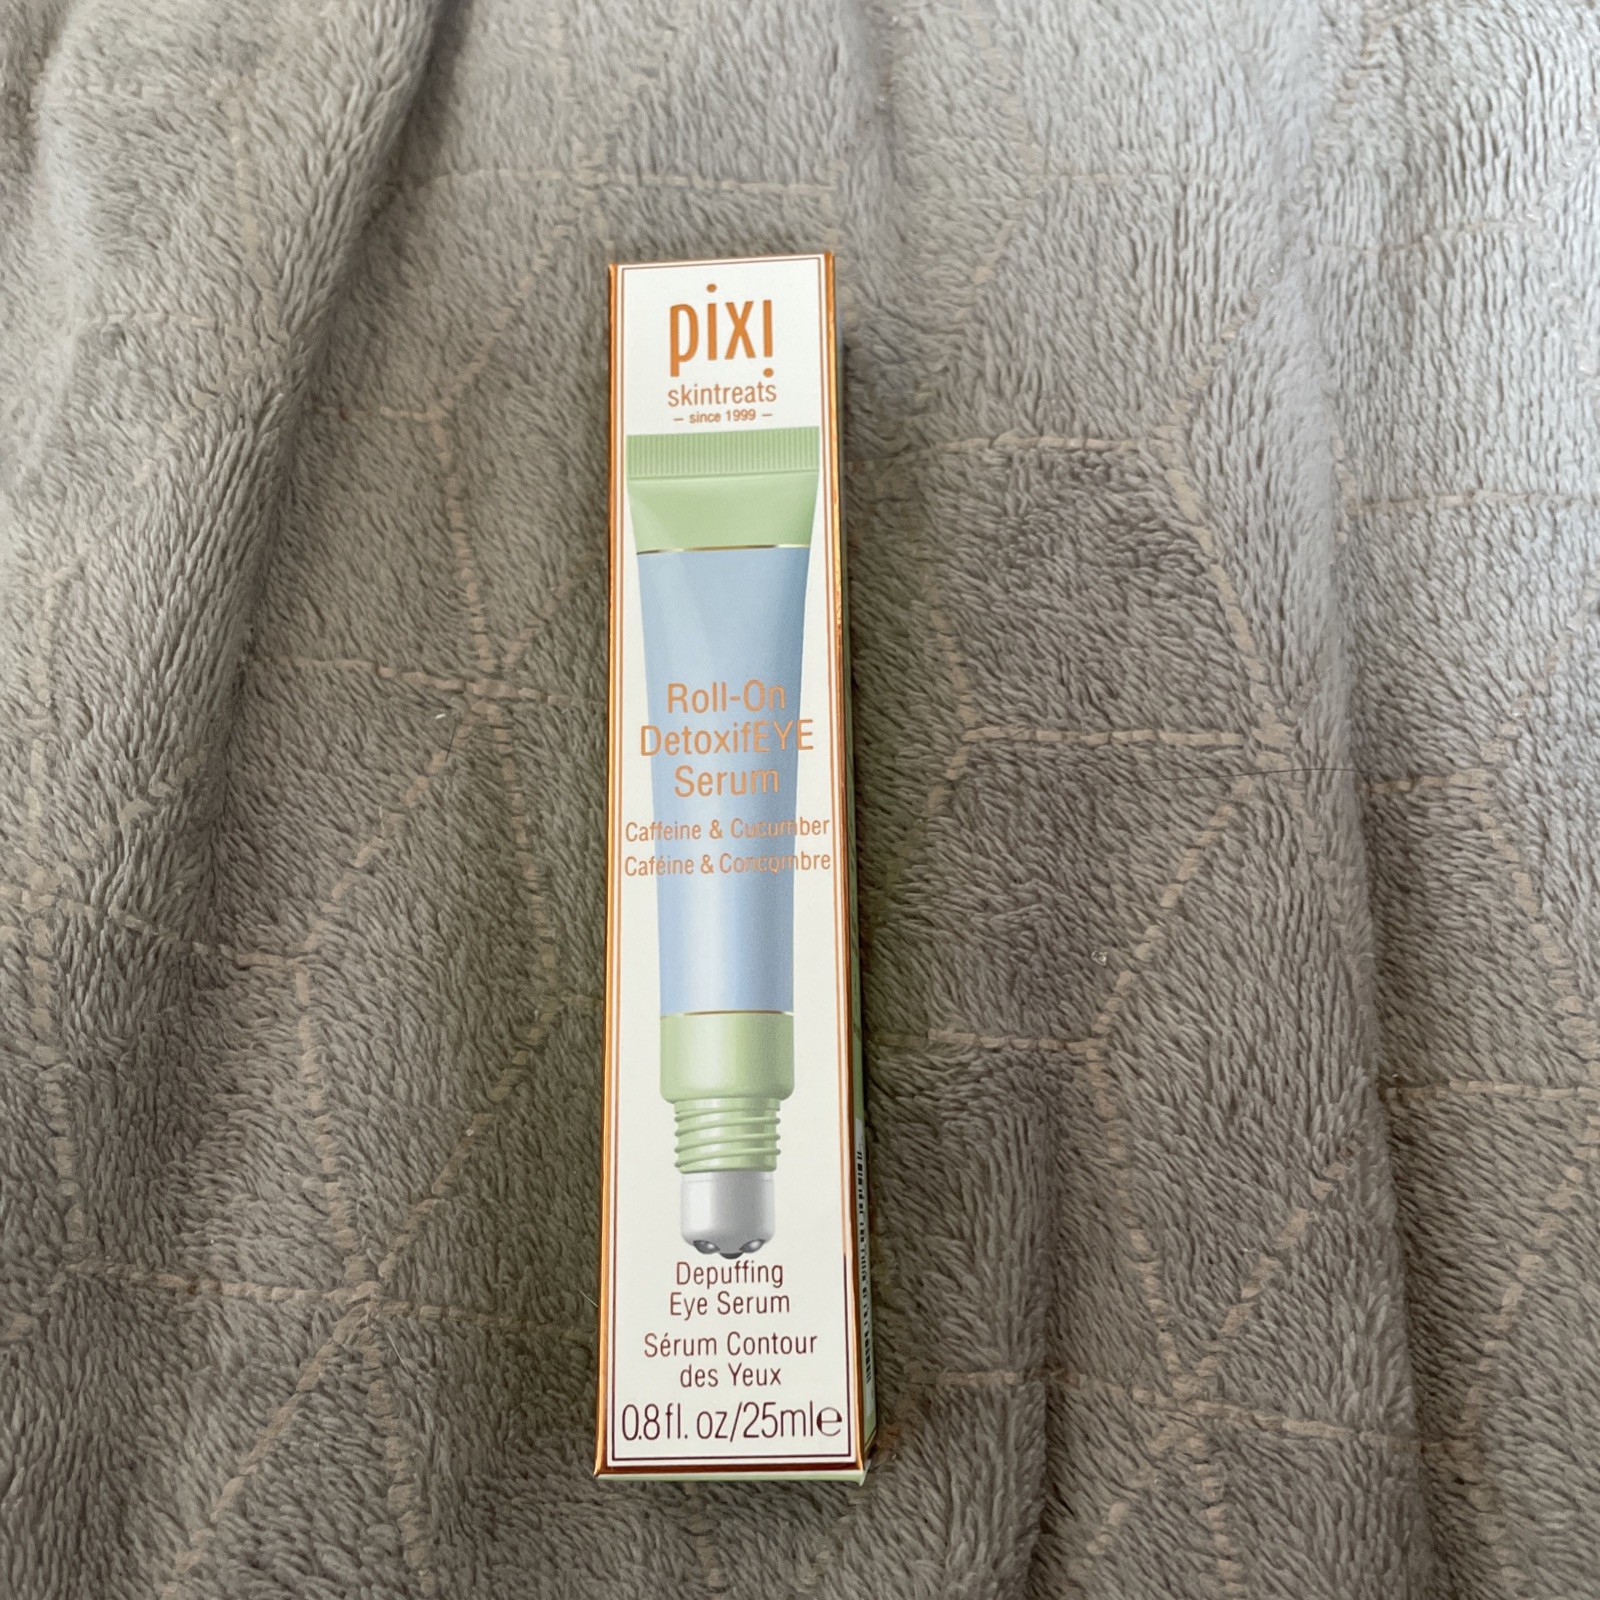 pixi
skintreats
– since 1999 –
Roll-On
DetoxifEYE
Serum
Caffeine & Cucumber
Caféine & Concombre
Depuffing
Eye Serum
Sérum Contour
des Yeux
0.8 fl. oz/25ml℮